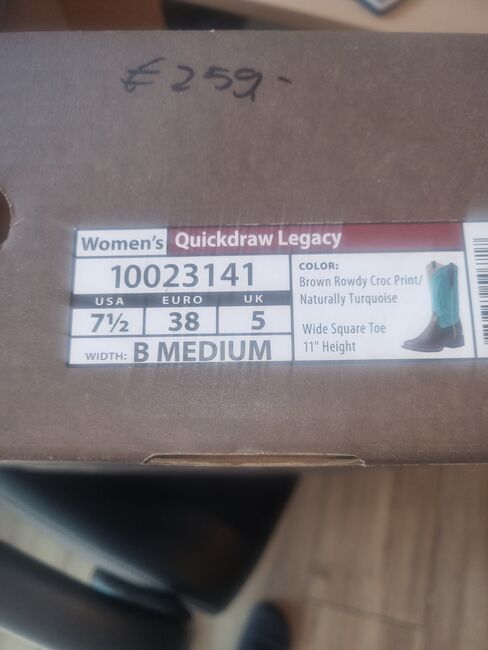 € 259,-
Women's Quickdraw Legacy
10023141
USA EURO UK
7½ 38 5
WIDTH: B MEDIUM
COLOR:
Brown Rowdy Croc Print/
Naturally Turquoise
Wide Square Toe
11" Height